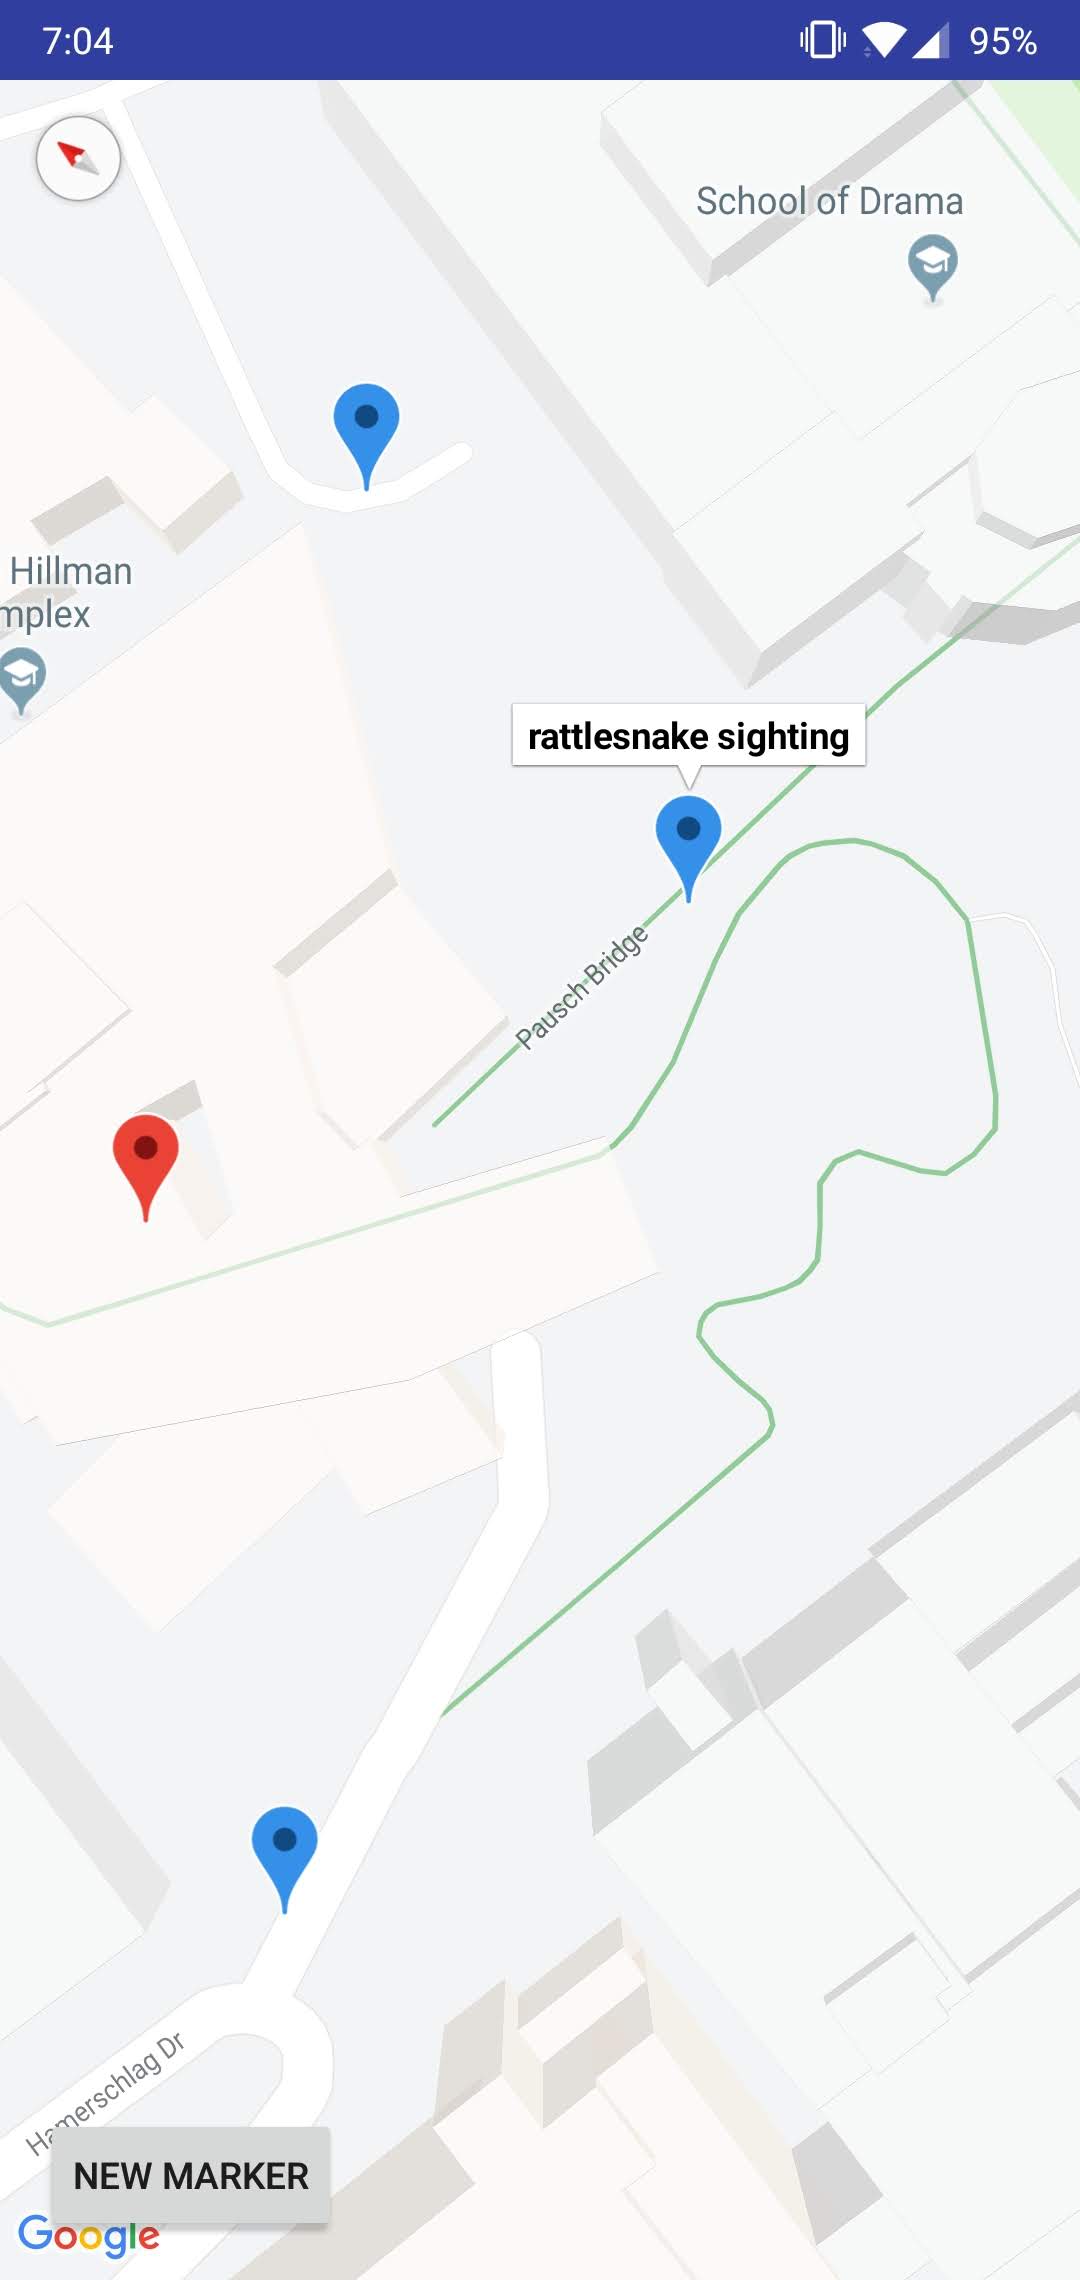 7:04
95%
School of Drama
Hillman
mplex
rattlesnake sighting
Pausch Bridge
Hamerschlag Dr
NEW MARKER
Google